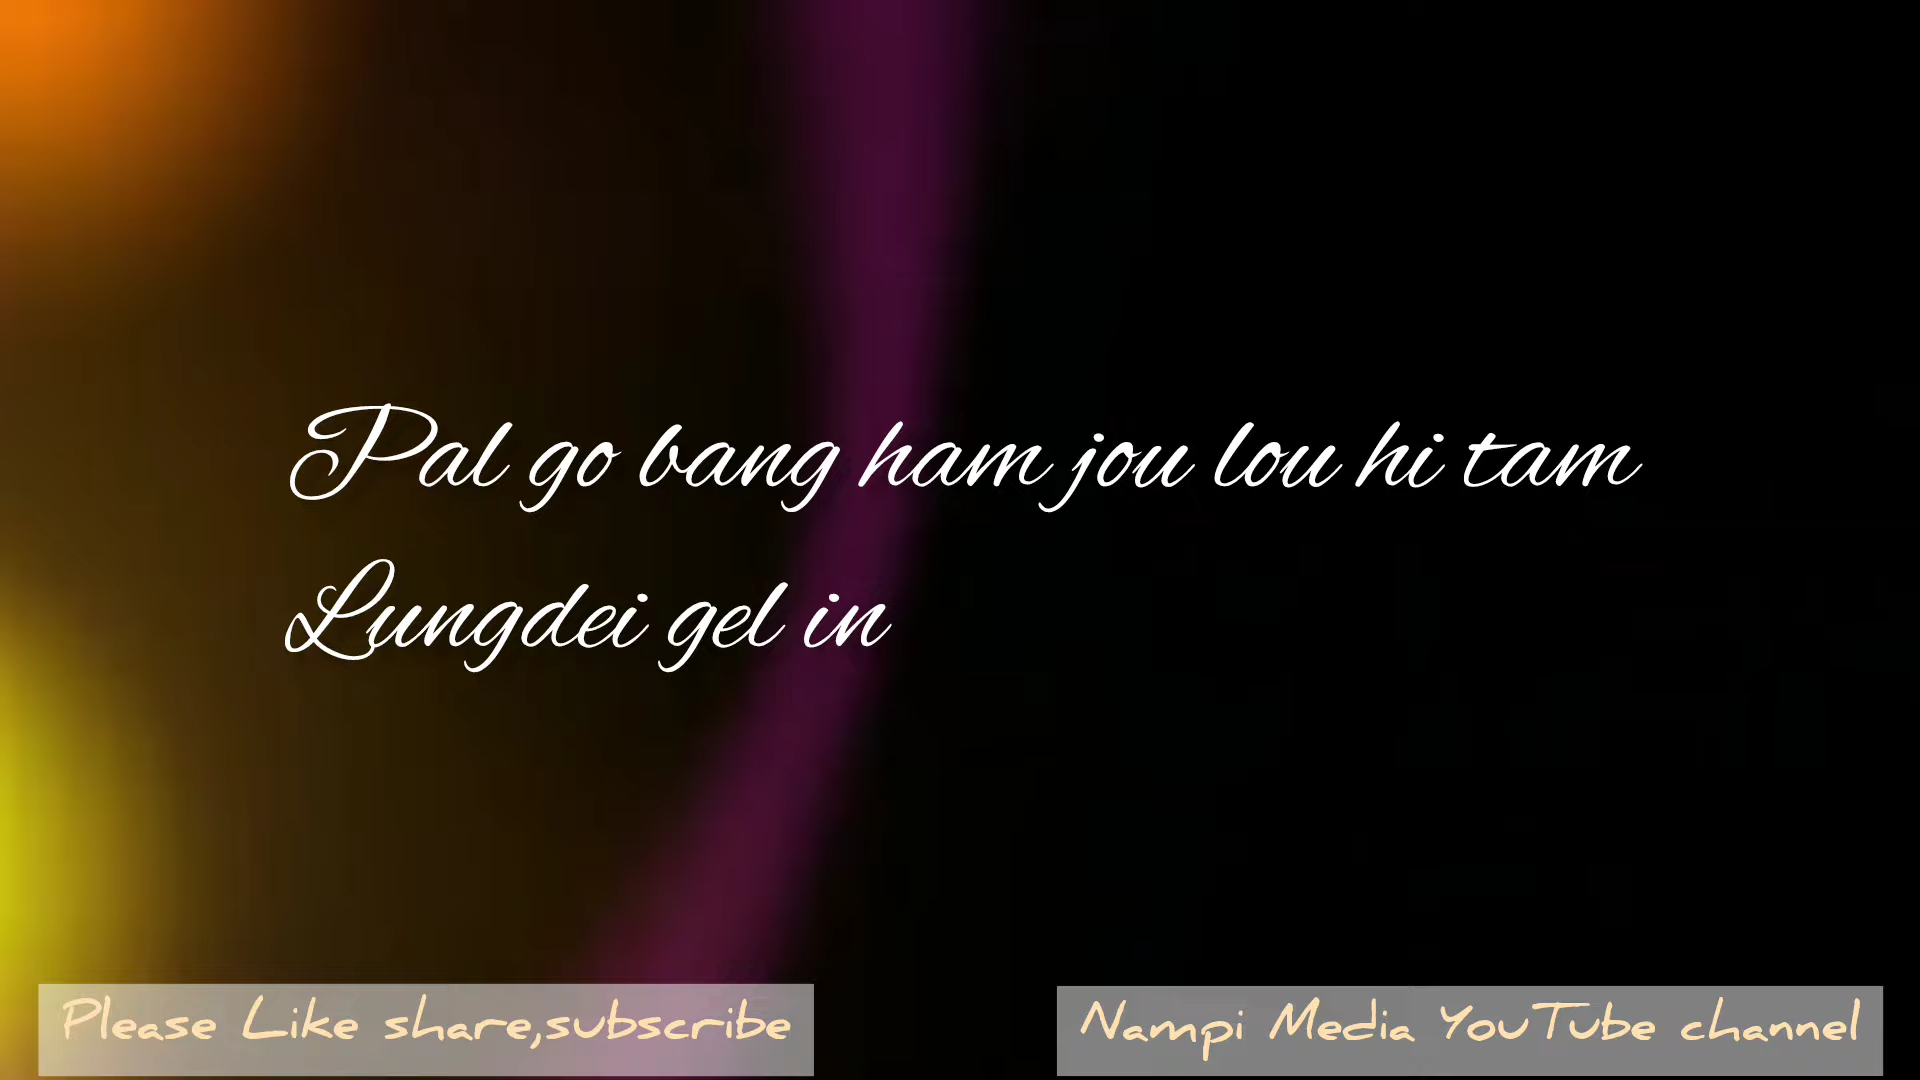 Pal go bang ham jou lou hi tam
Lungdei gel in
Please Like share,subscribe
Nampi Media YouTube channel